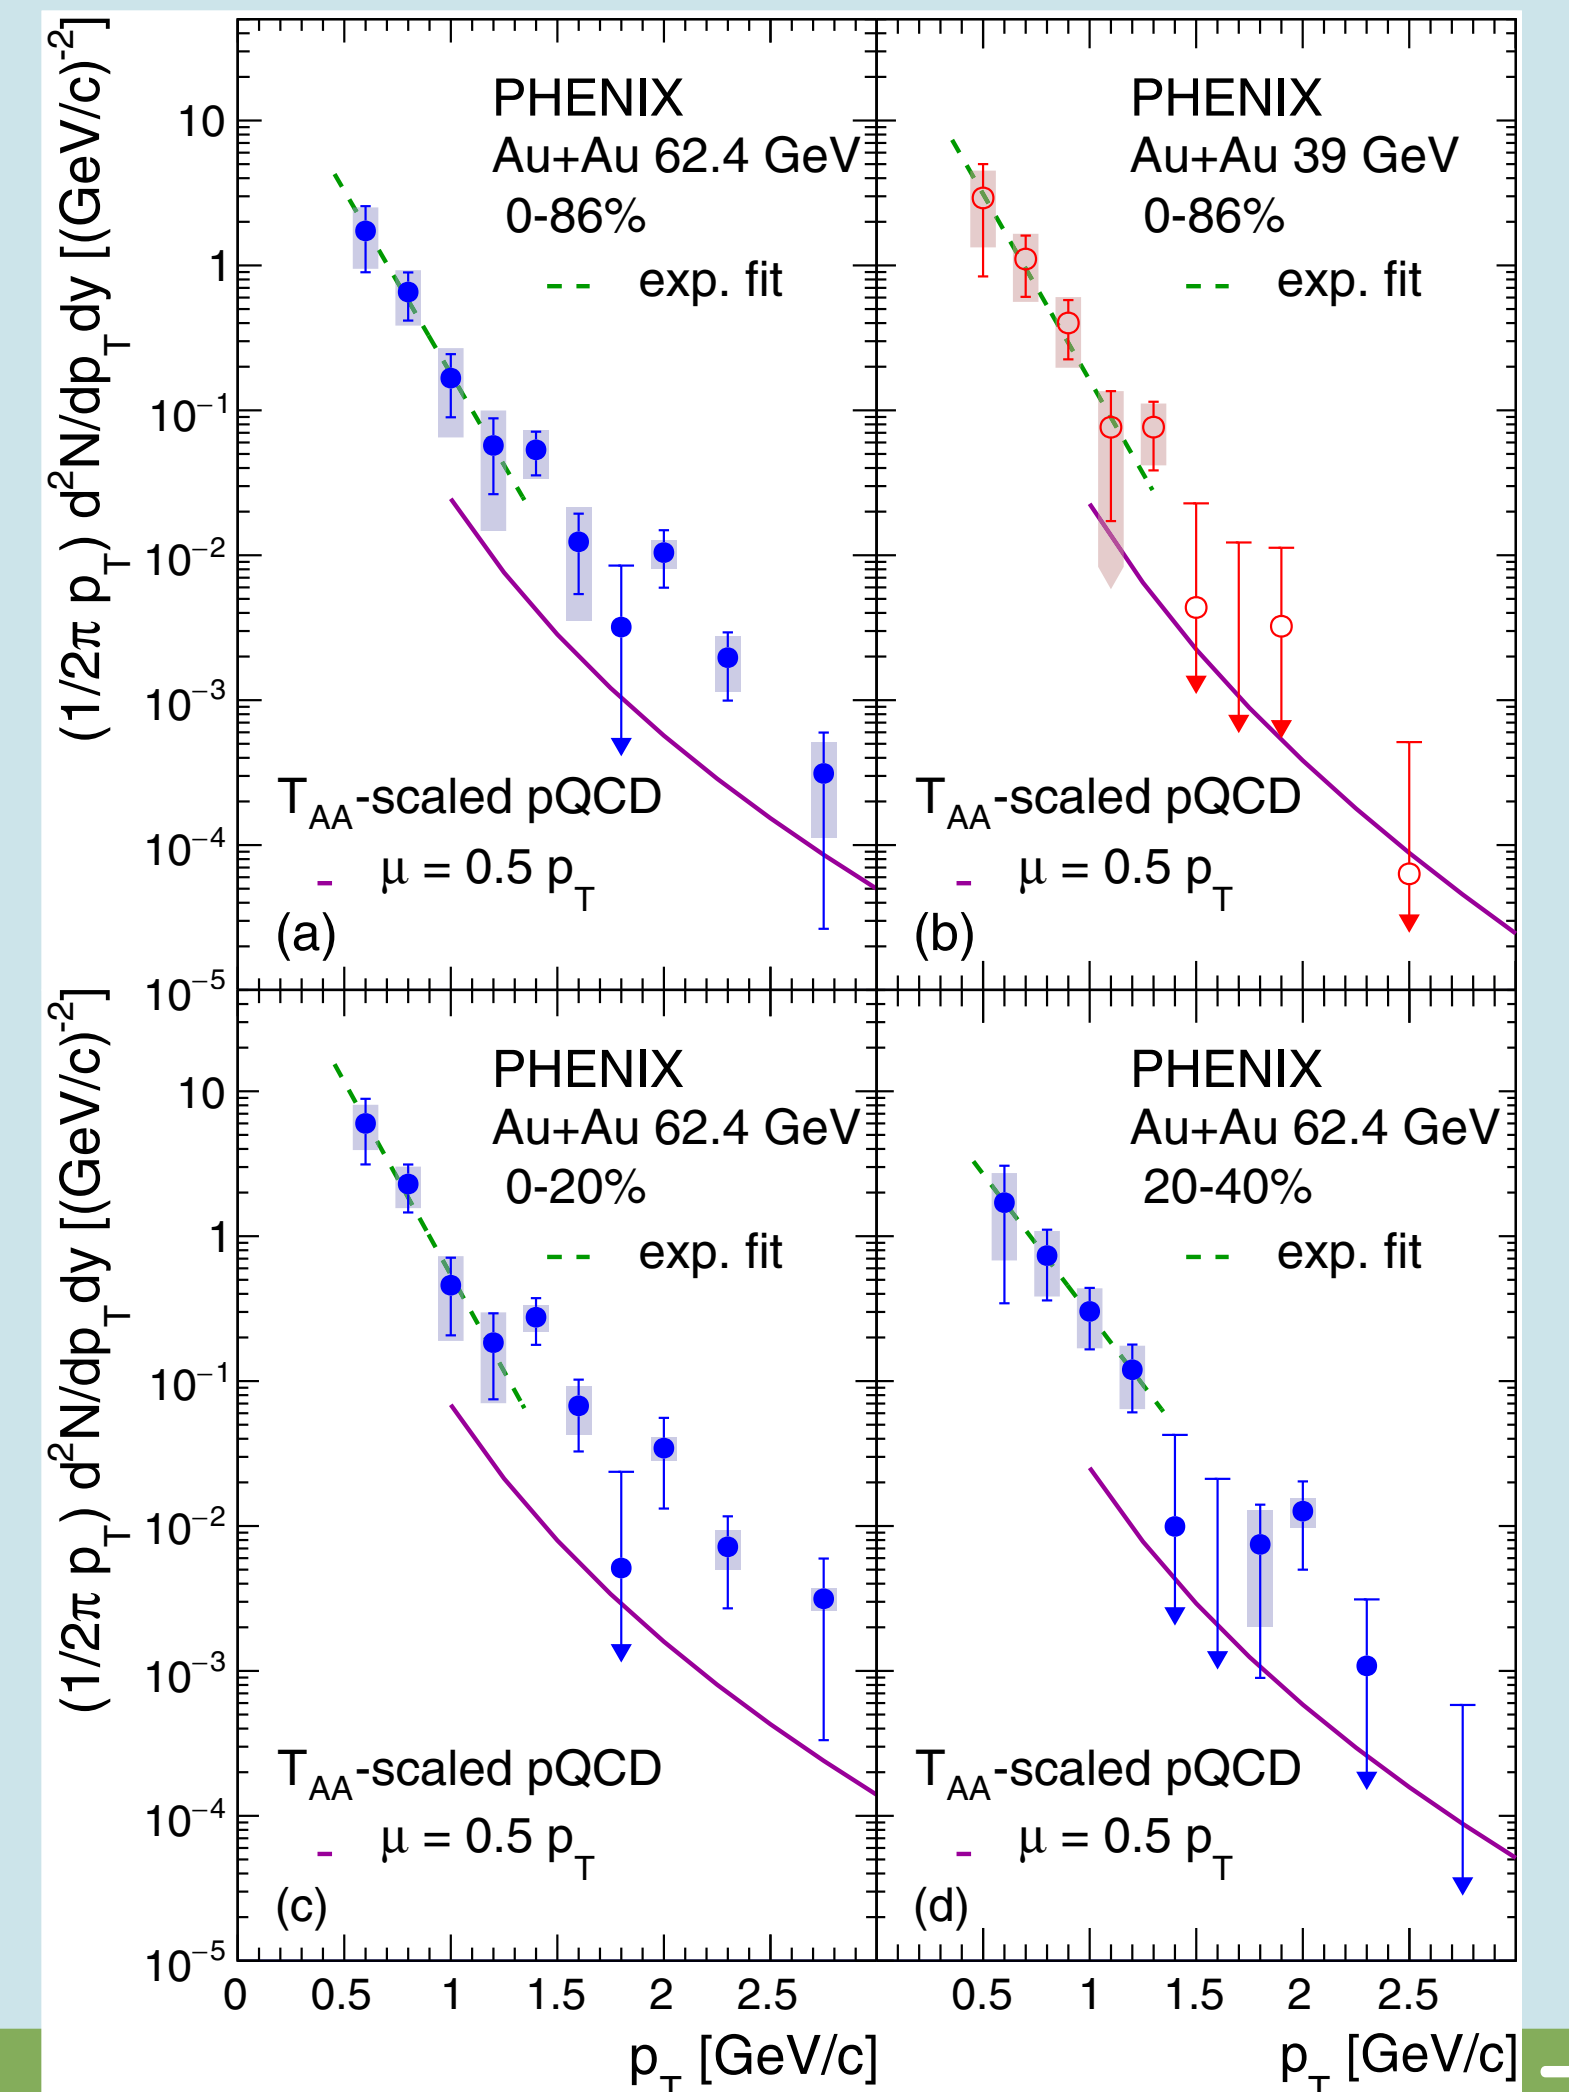 (1/2π p_T) d²N/dp_T dy [(GeV/c)⁻²]
10
1
10⁻¹
10⁻²
10⁻³
10⁻⁴
10⁻⁵
PHENIX
Au+Au 62.4 GeV
0-86%
exp. fit
T_AA-scaled pQCD
μ = 0.5 p_T
(a)
PHENIX
Au+Au 39 GeV
0-86%
exp. fit
T_AA-scaled pQCD
μ = 0.5 p_T
(b)
(1/2π p_T) d²N/dp_T dy [(GeV/c)⁻²]
10
1
10⁻¹
10⁻²
10⁻³
10⁻⁴
10⁻⁵
PHENIX
Au+Au 62.4 GeV
0-20%
exp. fit
T_AA-scaled pQCD
μ = 0.5 p_T
(c)
PHENIX
Au+Au 62.4 GeV
20-40%
exp. fit
T_AA-scaled pQCD
μ = 0.5 p_T
(d)
0 0.5 1 1.5 2 2.5
0.5 1 1.5 2 2.5
p_T [GeV/c]
p_T [GeV/c]